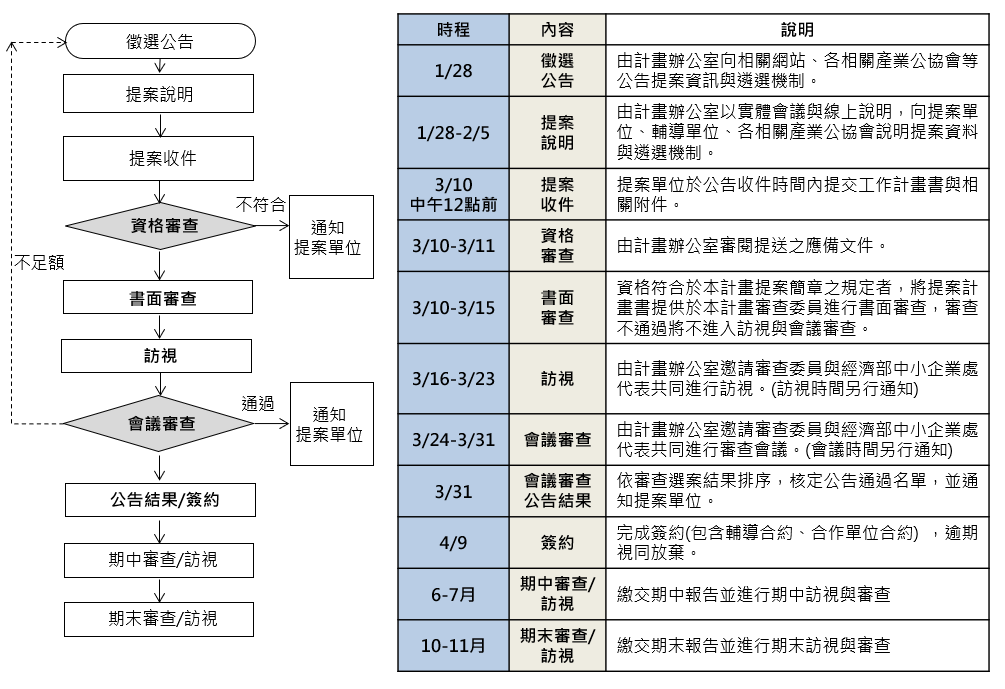 徵選公告
提案說明
提案收件
不符合
資格審查
通知
提案單位
不足額
書面審查
訪視
通過
會議審查
通知
提案單位
公告結果/簽約
期中審查/訪視
期末審查/訪視
時程 內容 說明
1/28
徵選
公告
由計畫辦公室向相關網站、各相關產業公協會等
公告提案資訊與遴選機制。
1/28-2/5
提案
說明
由計畫辦公室以實體會議與線上說明，向提案單
位、輔導單位、各相關產業公協會說明提案資料
與遴選機制。
3/10
中午12點前
提案
收件
提案單位於公告收件時間內提交工作計畫書與相
關附件。
3/10-3/11
資格
審查
由計畫辦公室審閱提送之應備文件。
3/10-3/15
書面
審查
資格符合於本計畫提案簡章之規定者，將提案計
畫書提供於本計畫審查委員進行書面審查，審查
不通過將不進入訪視與會議審查。
3/16-3/23
訪視
由計畫辦公室邀請審查委員與經濟部中小企業處
代表共同進行訪視。(訪視時間另行通知)
3/24-3/31
會議審查
由計畫辦公室邀請審查委員與經濟部中小企業處
代表共同進行審查會議。(會議時間另行通知)
3/31
會議審查
公告結果
依審查選案結果排序，核定公告通過名單，並通
知提案單位。
4/9
簽約
完成簽約(包含輔導合約、合作單位合約) ，逾期
視同放棄。
6-7月
期中審查/
訪視
繳交期中報告並進行期中訪視與審查
10-11月
期末審查/
訪視
繳交期末報告並進行期末訪視與審查